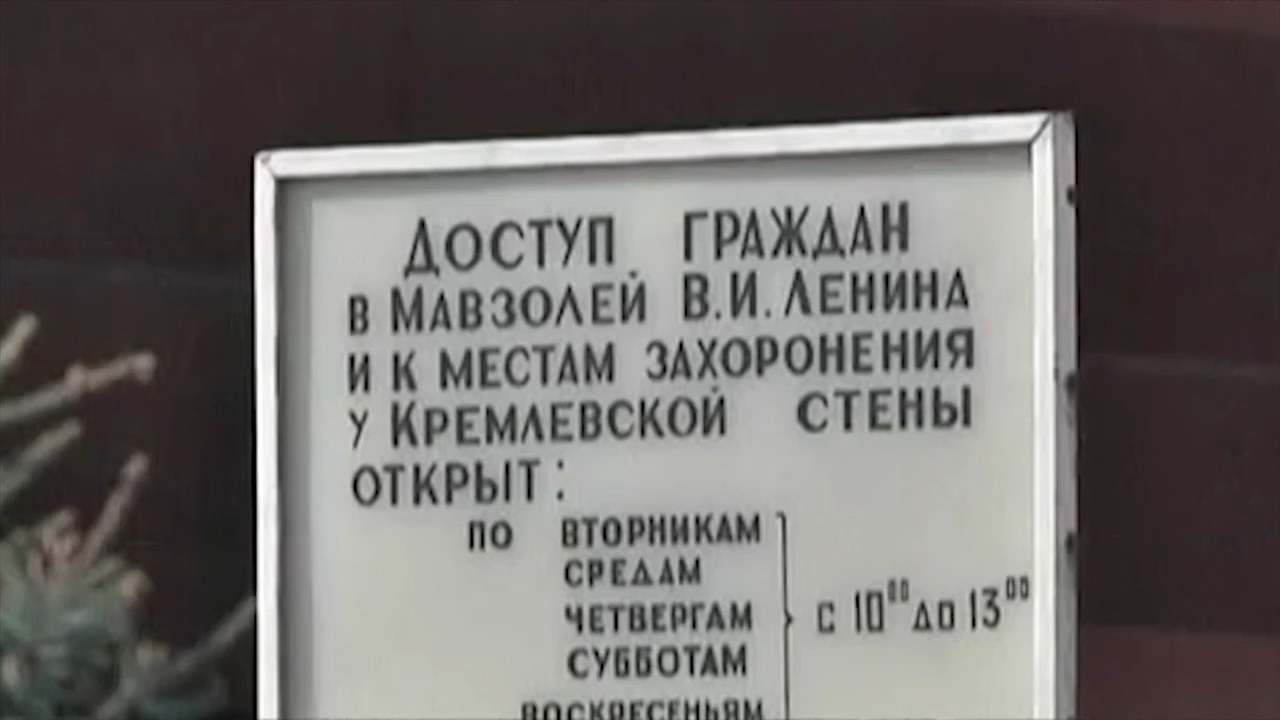 Доступ граждан
в Мавзолей В.И. Ленина
и к местам захоронения
у Кремлевской стены
открыт:
по вторникам
средам
четвергам
с 10⁰⁰ до 13⁰⁰
субботам
воскресеньям